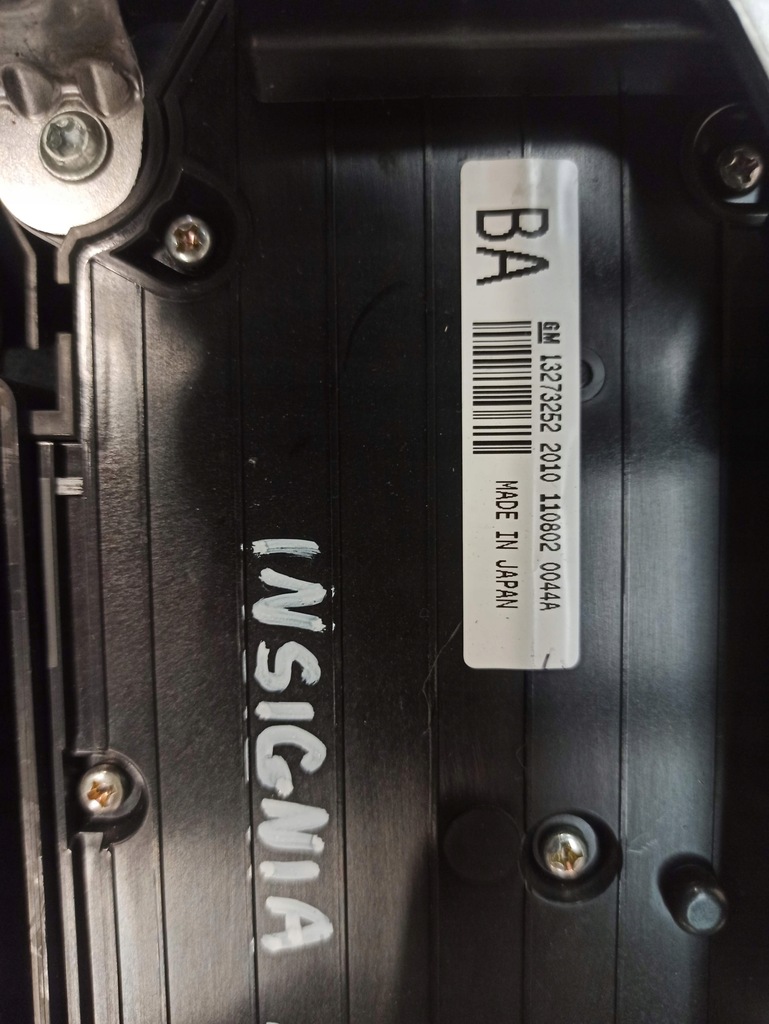 BA
GM 13273252 2010 110802 0044A
MADE IN JAPAN
INSIGNIA